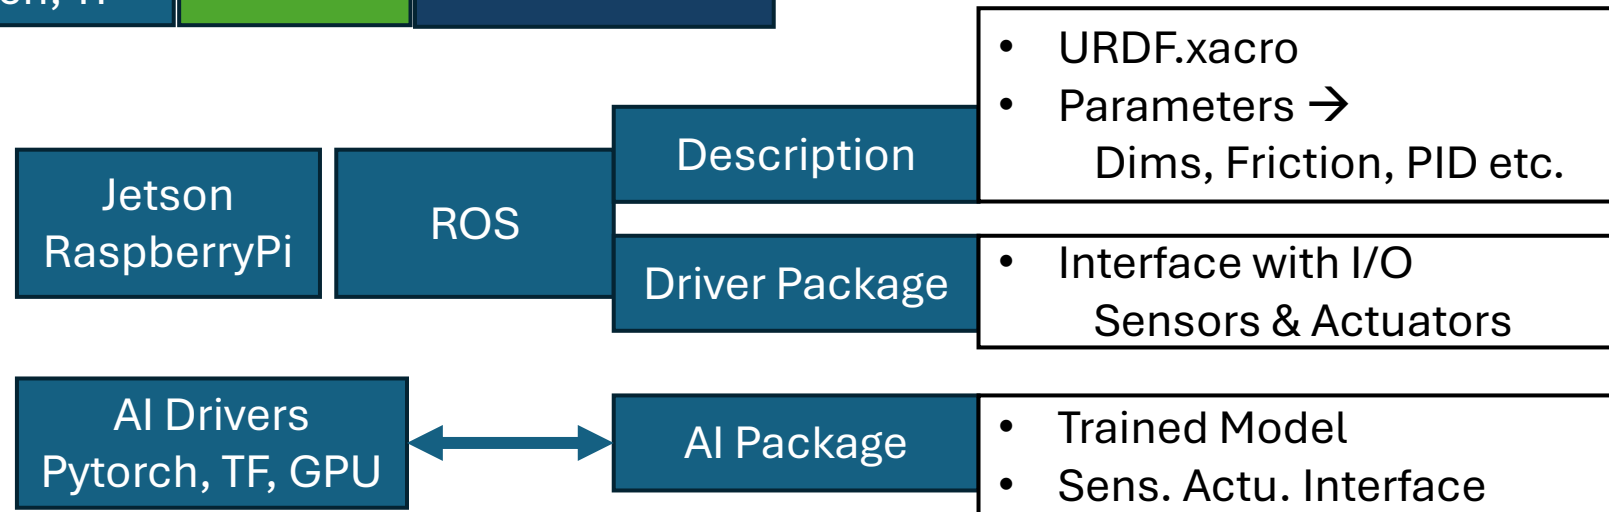 • URDF.xacro
• Parameters →
Dims, Friction, PID etc.
Description
Jetson
RaspberryPi
ROS
Driver Package
• Interface with I/O
Sensors & Actuators
AI Drivers
Pytorch, TF, GPU
AI Package
• Trained Model
• Sens. Actu. Interface